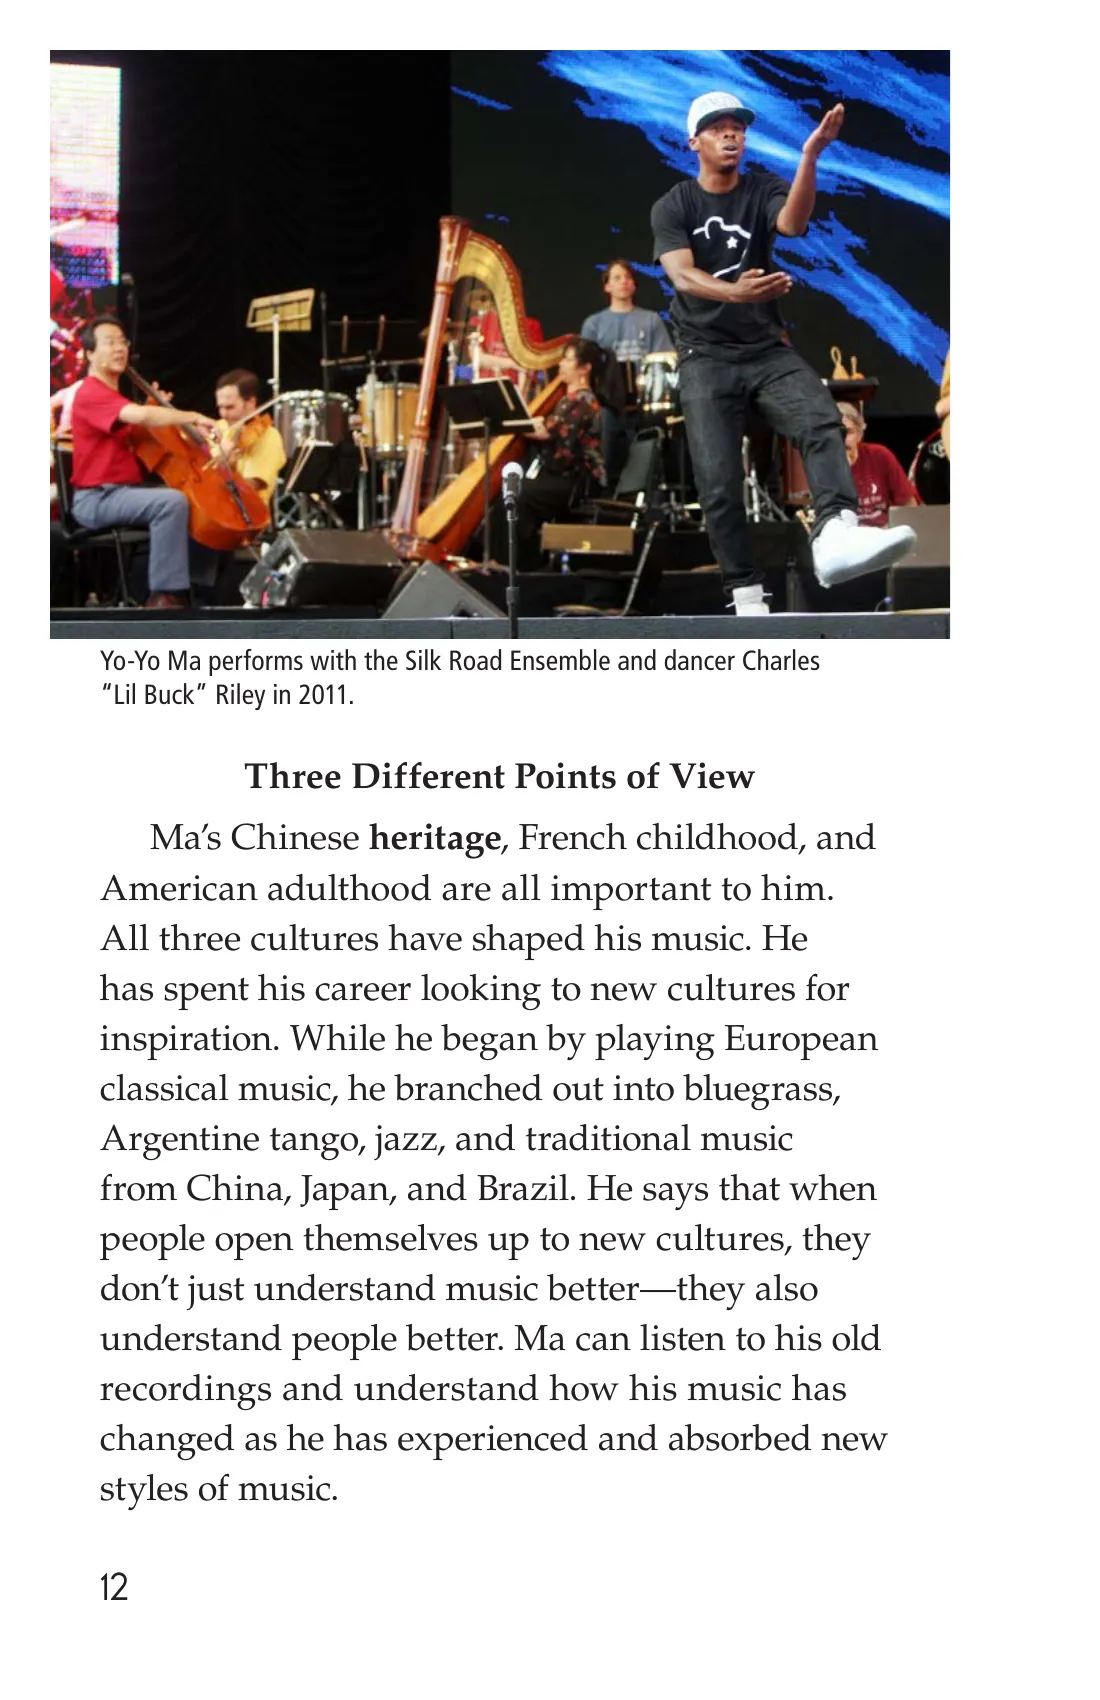 Yo-Yo Ma performs with the Silk Road Ensemble and dancer Charles
“Lil Buck” Riley in 2011.
Three Different Points of View
Ma’s Chinese heritage, French childhood, and
American adulthood are all important to him.
All three cultures have shaped his music. He
has spent his career looking to new cultures for
inspiration. While he began by playing European
classical music, he branched out into bluegrass,
Argentine tango, jazz, and traditional music
from China, Japan, and Brazil. He says that when
people open themselves up to new cultures, they
don’t just understand music better—they also
understand people better. Ma can listen to his old
recordings and understand how his music has
changed as he has experienced and absorbed new
styles of music.
12